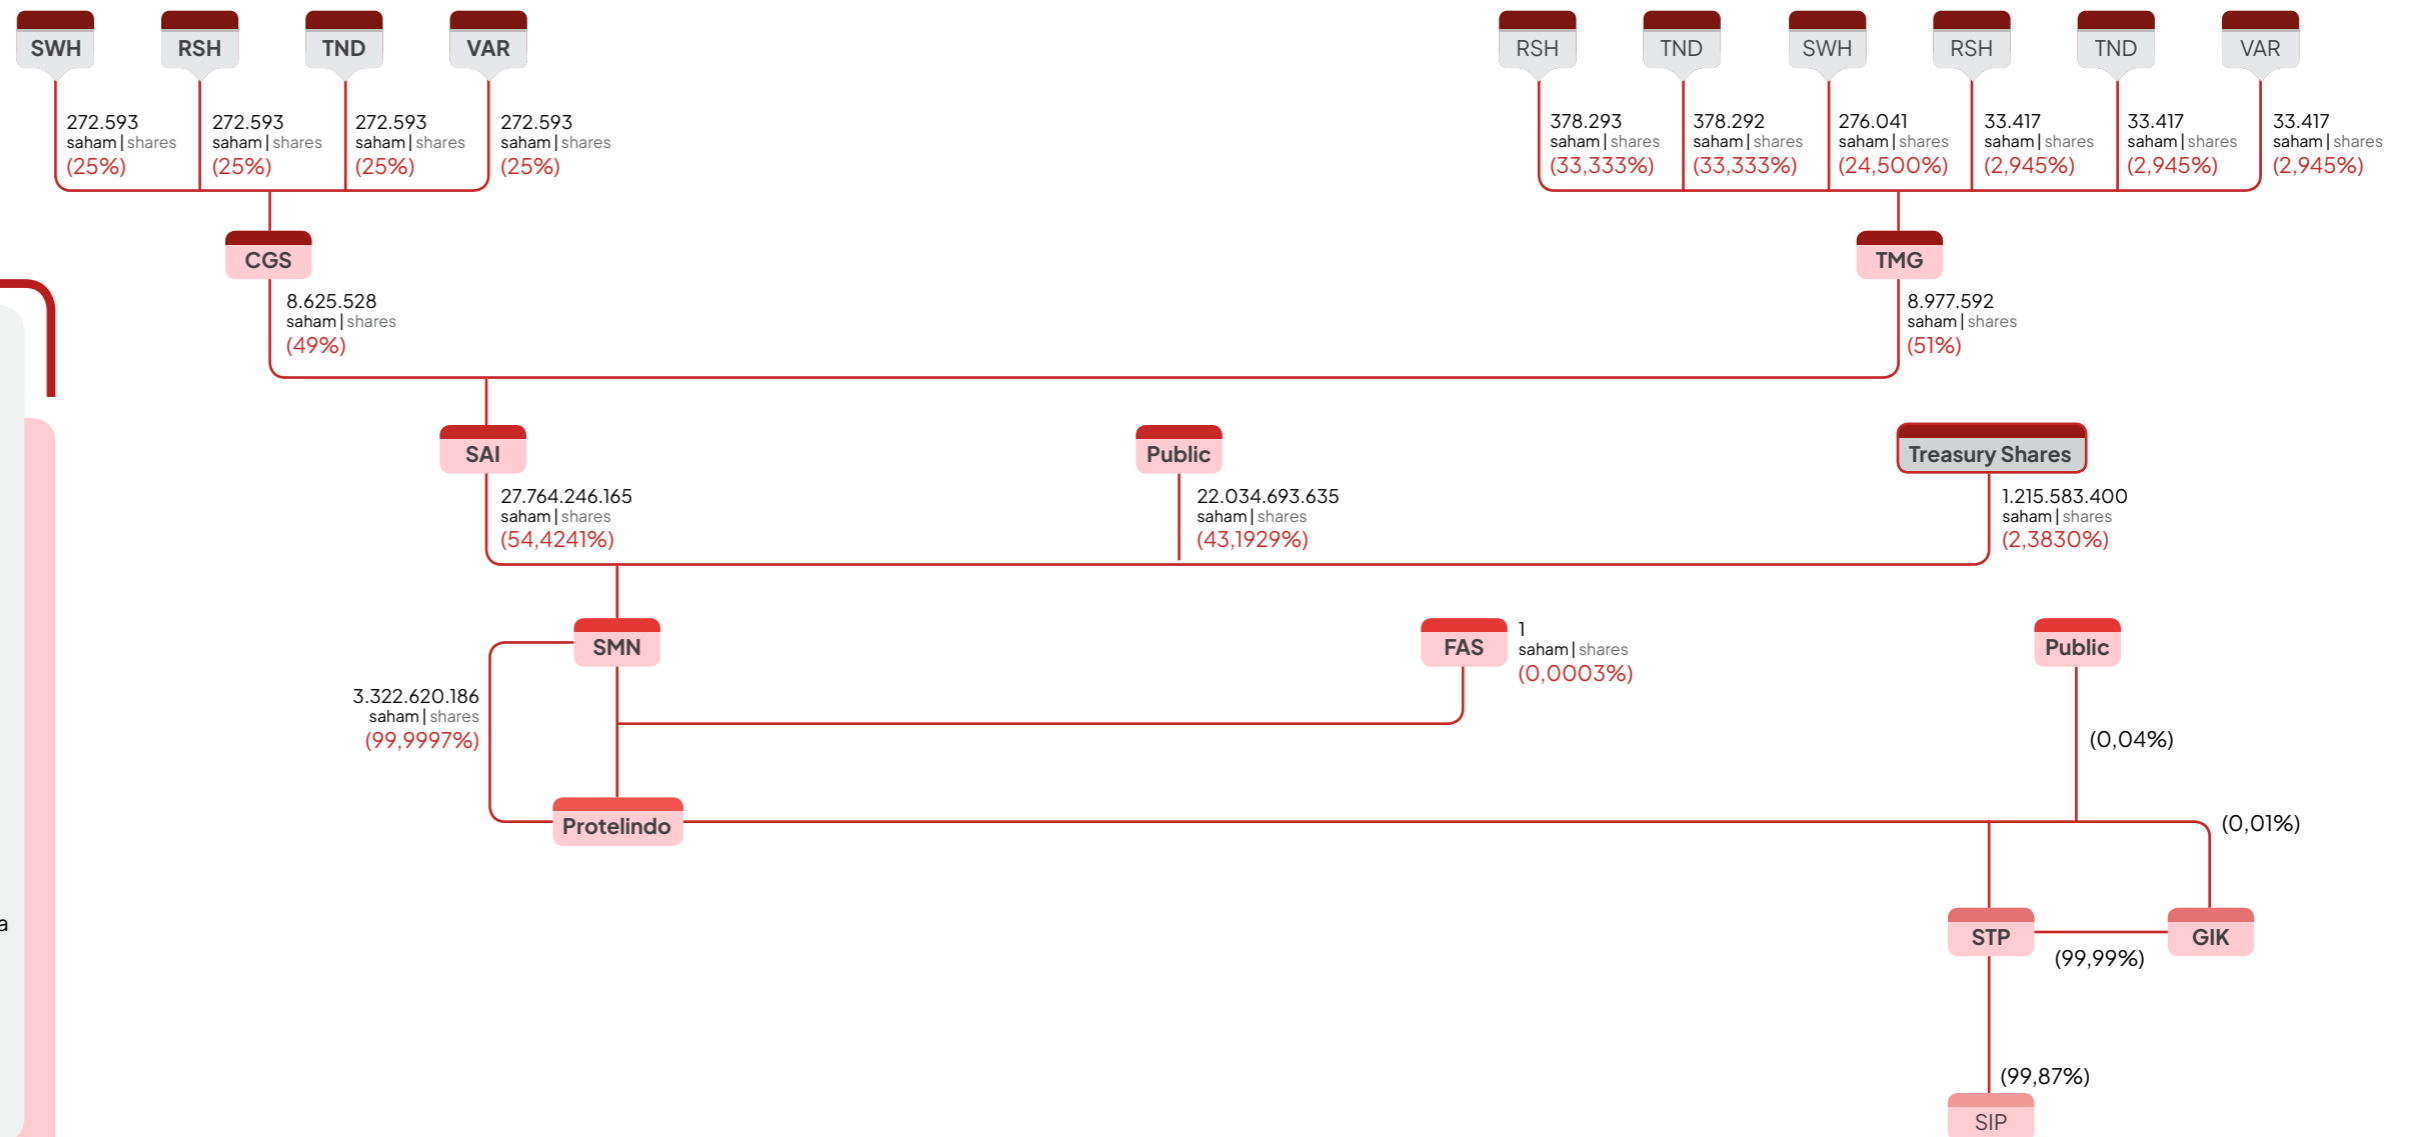 SWH
RSH
TND
VAR
RSH
TND
SWH
RSH
TND
VAR
272.593
saham | shares
(25%)
272.593
saham | shares
(25%)
272.593
saham | shares
(25%)
272.593
saham | shares
(25%)
378.293
saham | shares
(33,333%)
378.292
saham | shares
(33,333%)
276.041
saham | shares
(24,500%)
33.417
saham | shares
(2,945%)
33.417
saham | shares
(2,945%)
33.417
saham | shares
(2,945%)
CGS
TMG
8.625.528
saham | shares
(49%)
8.977.592
saham | shares
(51%)
SAI
Public
Treasury Shares
27.764.246.165
saham | shares
(54,4241%)
22.034.693.635
saham | shares
(43,1929%)
1.215.583.400
saham | shares
(2,3830%)
SMN
FAS
1
saham | shares
(0,0003%)
Public
3.322.620.186
saham | shares
(99,9997%)
(0,04%)
Protelindo
(0,01%)
a
STP
GIK
(99,99%)
(99,87%)
SIP